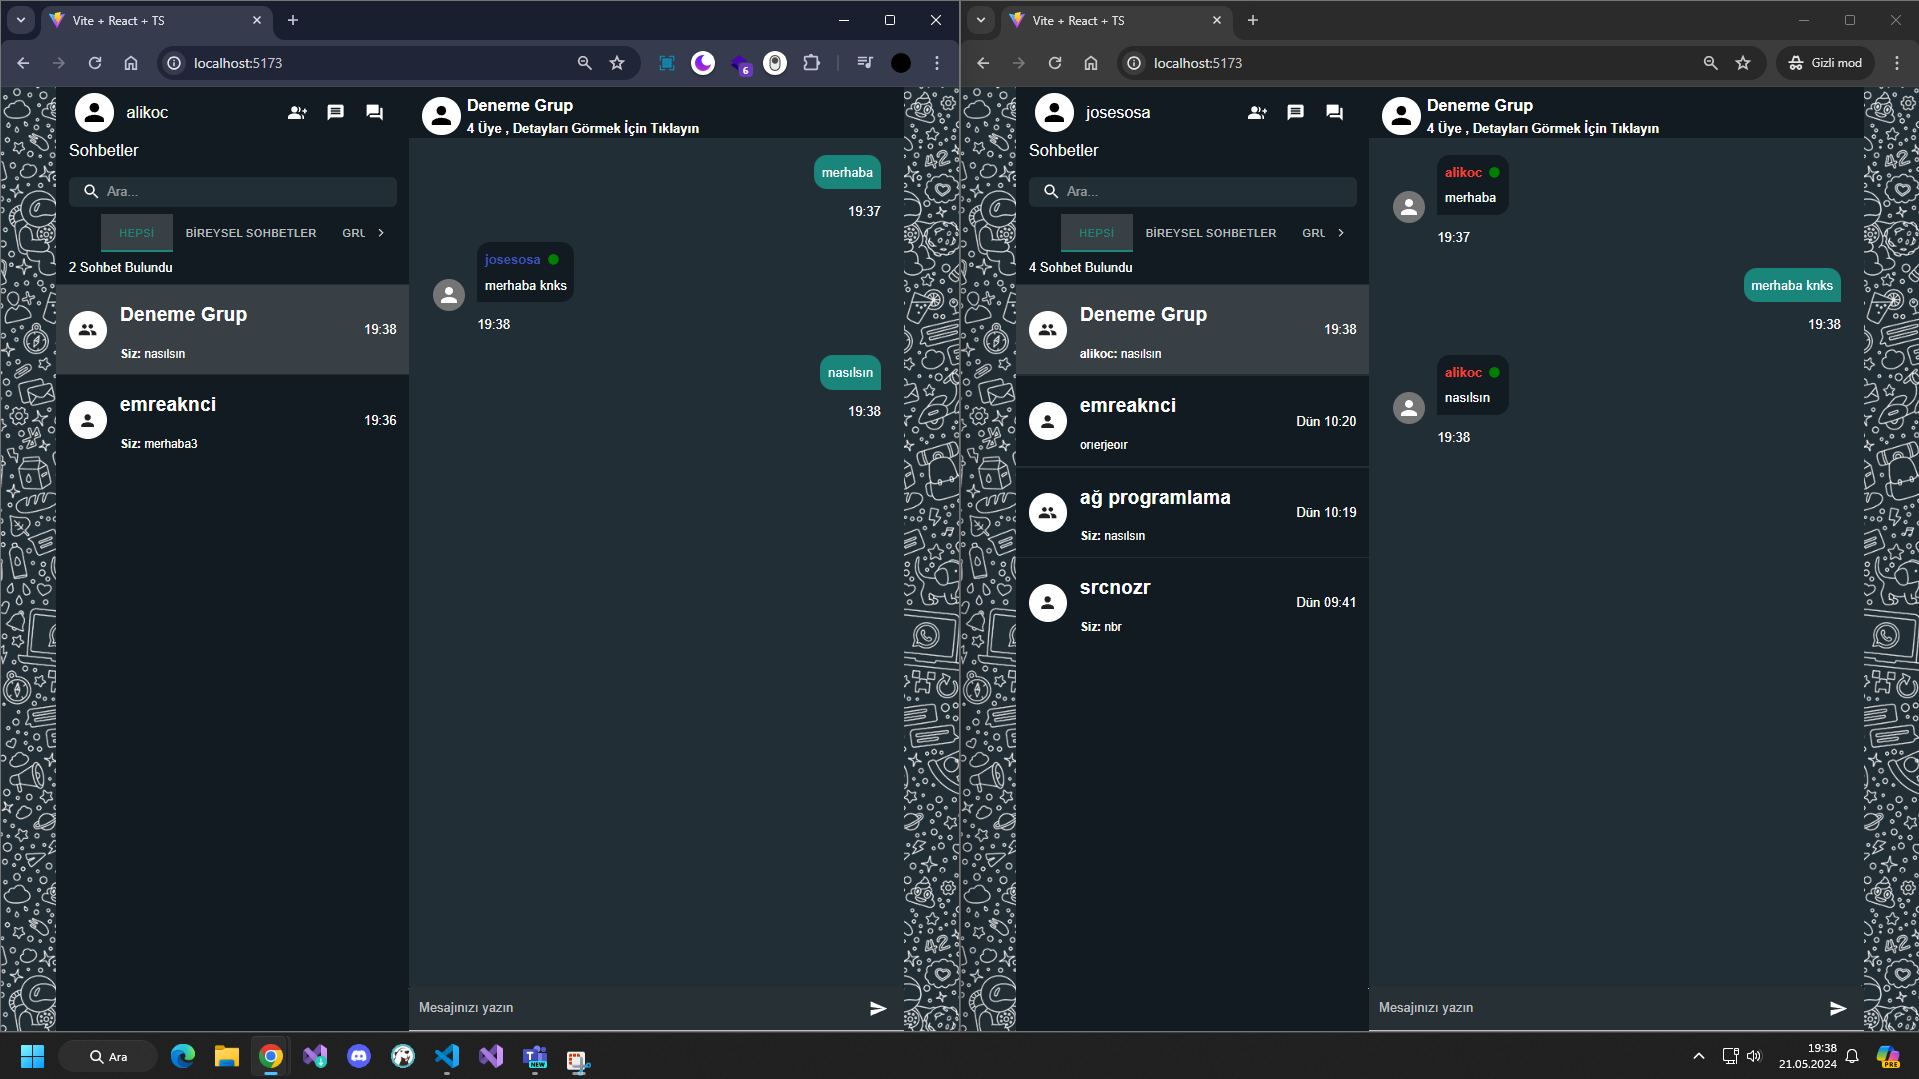 Vite + React + TS
localhost:5173
6
alikoc
Sohbetler
Ara...
HEPSİ
BİREYSEL SOHBETLER
GRU
2 Sohbet Bulundu
Deneme Grup
19:38
Siz: nasılsın
emreaknci
19:36
Siz: merhaba3
Deneme Grup
4 Üye , Detayları Görmek İçin Tıklayın
merhaba
19:37
josesosa
merhaba knks
19:38
nasılsın
19:38
Mesajınızı yazın
Vite + React + TS
localhost:5173
Gizli mod
josesosa
Sohbetler
Ara...
HEPSİ
BİREYSEL SOHBETLER
GRU
4 Sohbet Bulundu
Deneme Grup
19:38
alikoc: nasılsın
emreaknci
Dün 10:20
orıerjeoır
ağ programlama
Dün 10:19
Siz: nasılsın
srcnozr
Dün 09:41
Siz: nbr
Deneme Grup
4 Üye , Detayları Görmek İçin Tıklayın
alikoc
merhaba
19:37
merhaba knks
19:38
alikoc
nasılsın
19:38
Mesajınızı yazın
Ara
NEW
19:38
21.05.2024
PRE